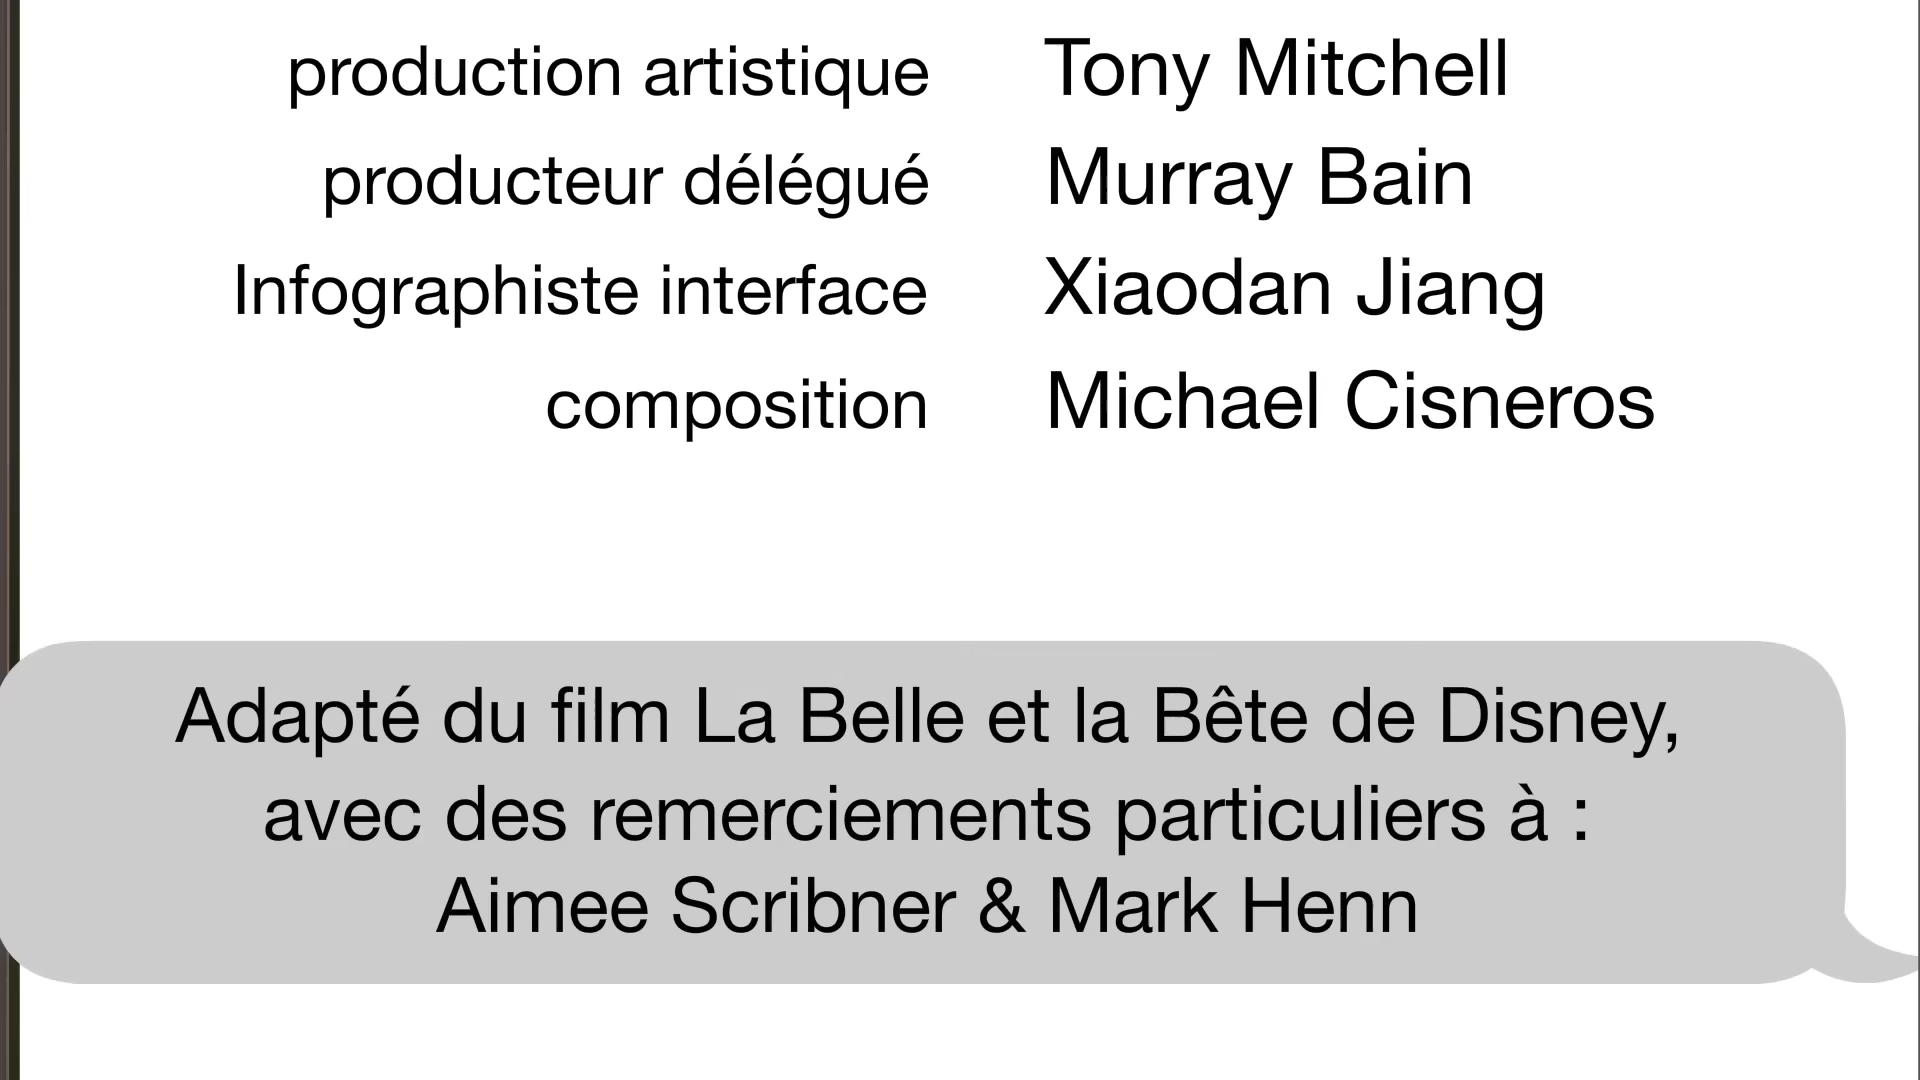 production artistique Tony Mitchell
producteur délégué Murray Bain
Infographiste interface Xiaodan Jiang
composition Michael Cisneros
Adapté du film La Belle et la Bête de Disney,
avec des remerciements particuliers à :
Aimee Scribner & Mark Henn